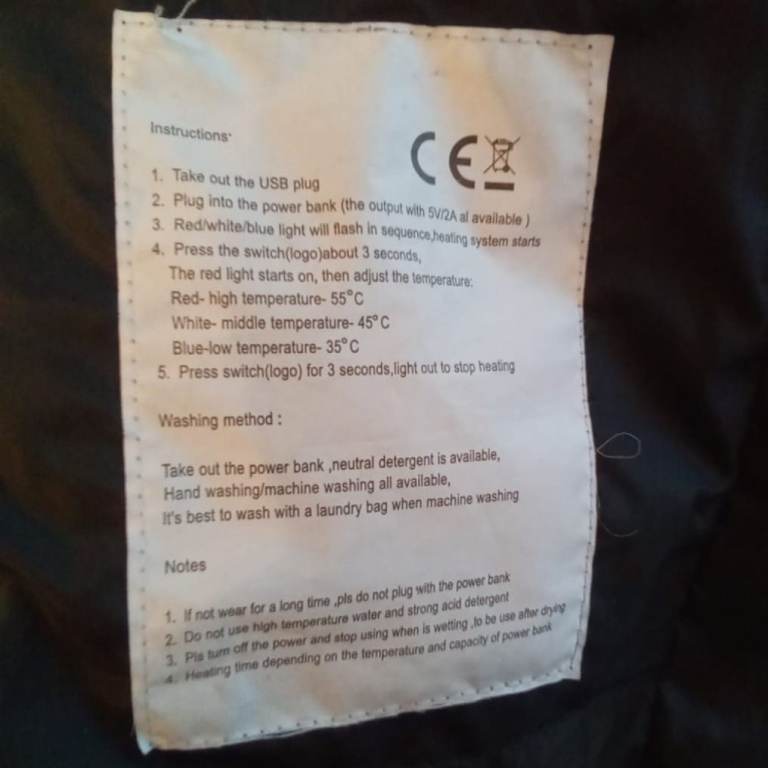 Instructions:
CE
1. Take out the USB plug
2. Plug into the power bank (the output with 5V/2A al available )
3. Red/white/blue light will flash in sequence,heating system starts
4. Press the switch(logo)about 3 seconds,
The red light starts on, then adjust the temperature:
Red- high temperature- 55°C
White- middle temperature- 45°C
Blue-low temperature- 35°C
5. Press switch(logo) for 3 seconds,light out to stop heating
Washing method :
Take out the power bank ,neutral detergent is available,
Hand washing/machine washing all available,
It's best to wash with a laundry bag when machine washing
Notes
1. If not wear for a long time ,pls do not plug with the power bank
2. Do not use high temperature water and strong acid detergent
3. Pls turn off the power and stop using when is wetting ,to be use after drying
4. Heating time depending on the temperature and capacity of power bank